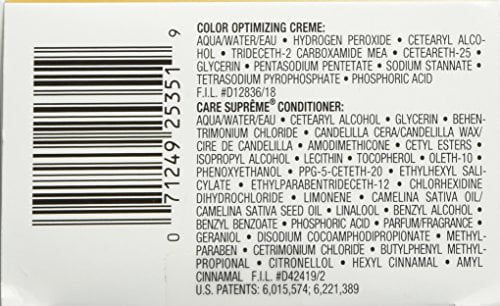 COLOR OPTIMIZING CREME:
AQUA/WATER/EAU • HYDROGEN PEROXIDE • CETEARYL ALCO-
HOL • TRIDECETH-2 CARBOXAMIDE MEA • CETEARETH-25 •
GLYCERIN • PENTASODIUM PENTETATE • SODIUM STANNATE •
TETRASODIUM PYROPHOSPHATE • PHOSPHORIC ACID
F.I.L. #D12836/18
CARE SUPRÊME® CONDITIONER:
AQUA/WATER/EAU • CETEARYL ALCOHOL • GLYCERIN • BEHEN-
TRIMONIUM CHLORIDE • CANDELILLA CERA/CANDELILLA WAX/
CIRE DE CANDELILLA • AMODIMETHICONE • CETYL ESTERS •
ISOPROPYL ALCOHOL • LECITHIN • TOCOPHEROL • OLETH-10 •
PHENOXYETHANOL • PPG-5-CETETH-20 • ETHYLHEXYL SALI-
CYLATE • ETHYLPARABENTRIDECETH-12 • CHLORHEXIDINE
DIHYDROCHLORIDE • LIMONENE • CAMELINA SATIVA OIL/
CAMELINA SATIVA SEED OIL • LINALOOL • BENZYL ALCOHOL •
BENZYL BENZOATE • PHOSPHORIC ACID • PARFUM/FRAGRANCE •
GERANIOL • DISODIUM COCOAMPHODIPROPIONATE • METHYL-
PARABEN • CETRIMONIUM CHLORIDE • BUTYLPHENYL METHYL-
PROPIONAL • CITRONELLOL • HEXYL CINNAMAL • AMYL
CINNAMAL F.I.L. #D42419/2
U.S. PATENTS: 6,015,574; 6,221,389
0 71249 25351 9